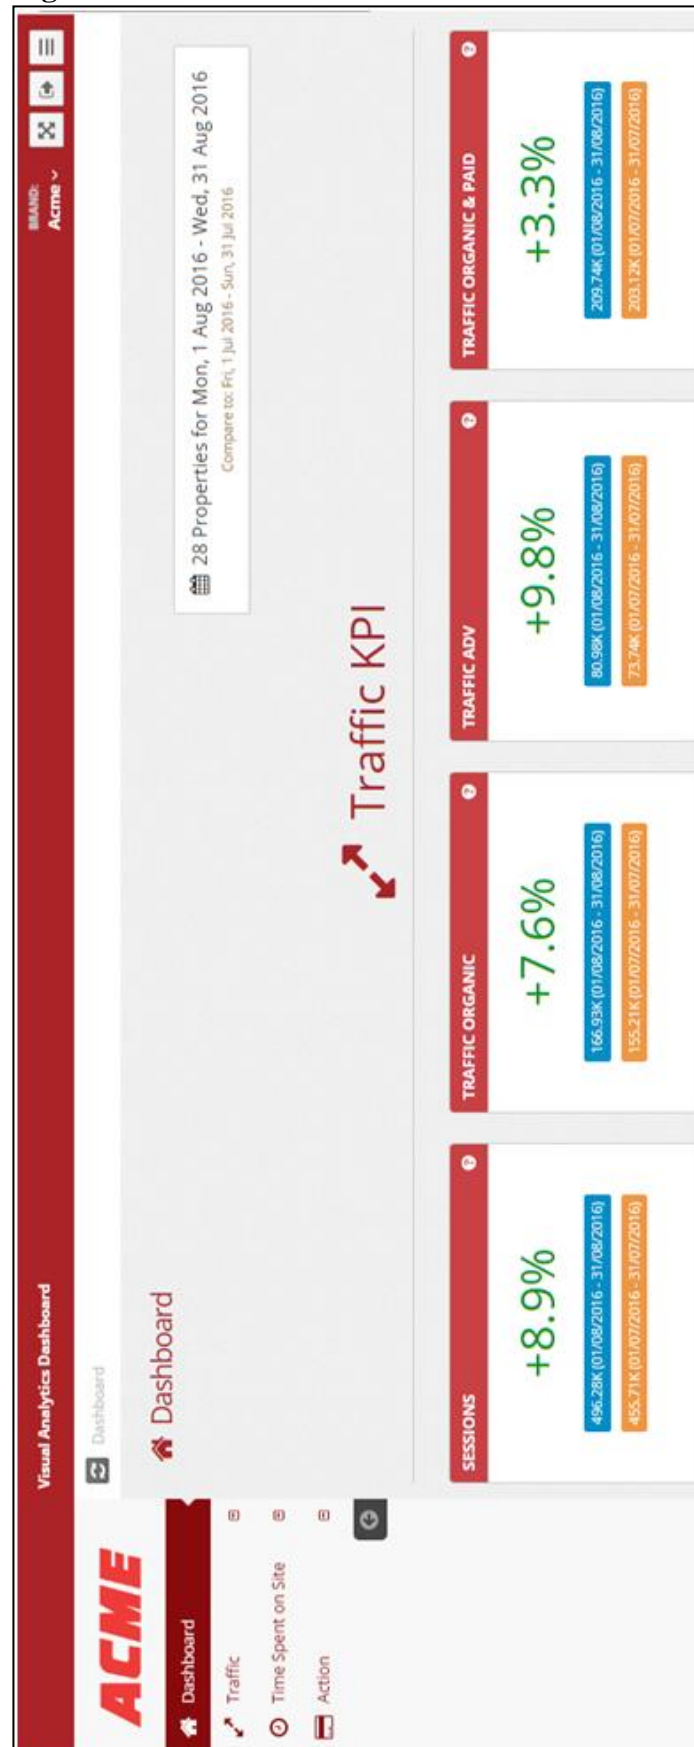 Visual Analytics Dashboard
BRAND:
Acme
ACME
Dashboard
Dashboard
Traffic
Time Spent on Site
Action
Dashboard
28 Properties for Mon, 1 Aug 2016 - Wed, 31 Aug 2016
Compare to: Fri, 1 Jul 2016 - Sun, 31 Jul 2016
Traffic KPI
SESSIONS
+8.9%
496.28K (01/08/2016 - 31/08/2016)
455.71K (01/07/2016 - 31/07/2016)
TRAFFIC ORGANIC
+7.6%
166.93K (01/08/2016 - 31/08/2016)
155.21K (01/07/2016 - 31/07/2016)
TRAFFIC ADV
+9.8%
80.98K (01/08/2016 - 31/08/2016)
73.74K (01/07/2016 - 31/07/2016)
TRAFFIC ORGANIC & PAID
+3.3%
209.74K (01/08/2016 - 31/08/2016)
203.12K (01/07/2016 - 31/07/2016)